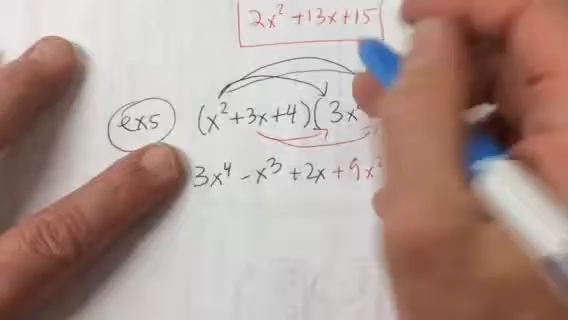 2x² +13x+15
ex5 (x²+3x+4)(3x
3x⁴ -x³ +2x +9x²